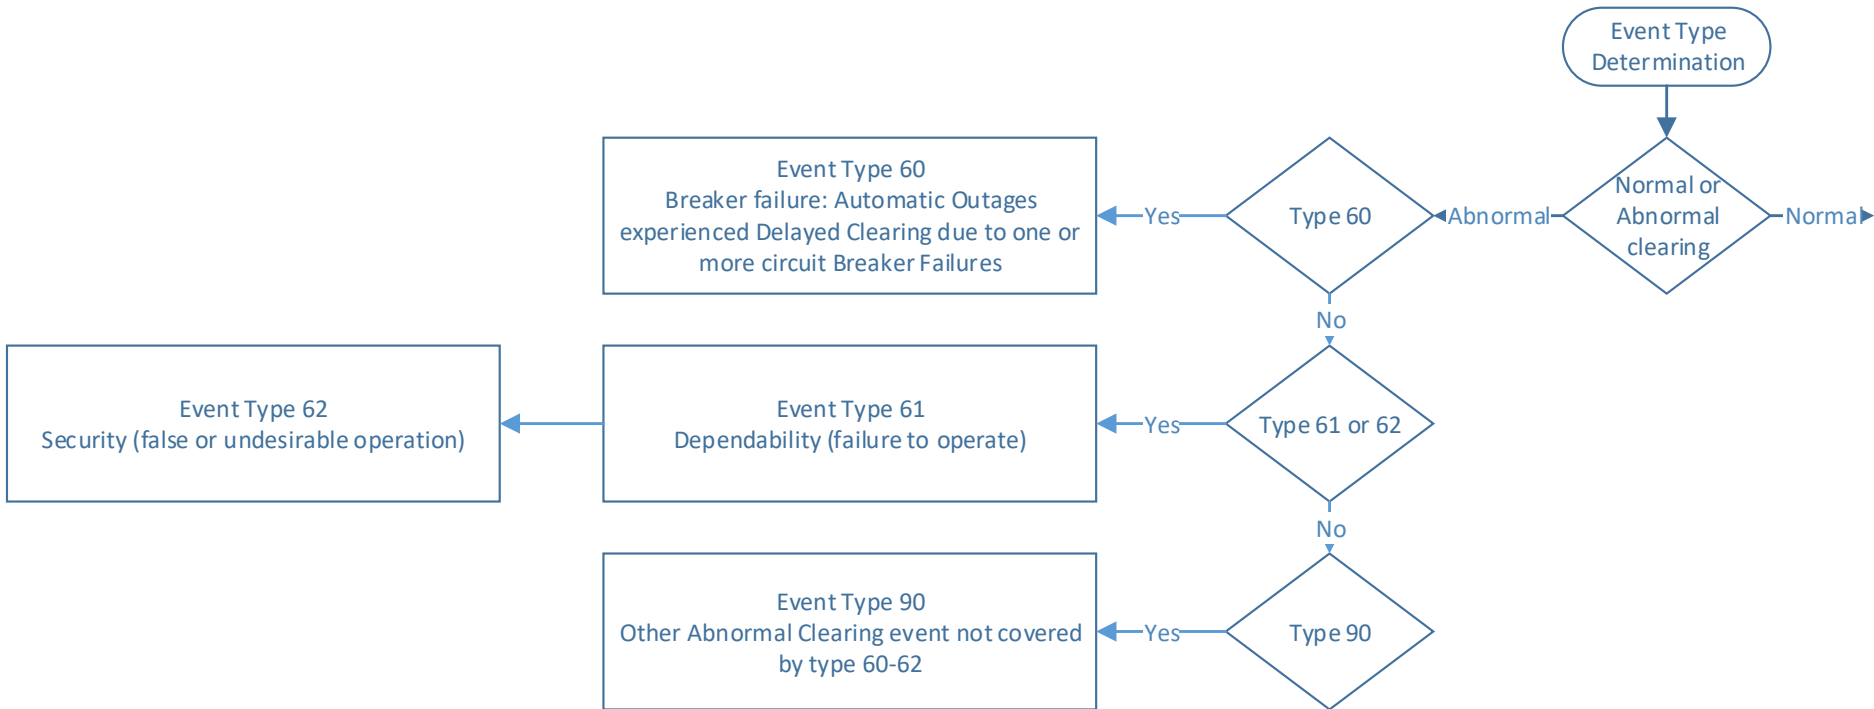 Event Type
Determination
Event Type 60
Breaker failure: Automatic Outages
experienced Delayed Clearing due to one or
more circuit Breaker Failures
Yes
Type 60
Abnormal
Normal or
Abnormal
clearing
Normal
No
Event Type 62
Security (false or undesirable operation)
Event Type 61
Dependability (failure to operate)
Yes
Type 61 or 62
No
Event Type 90
Other Abnormal Clearing event not covered
by type 60-62
Yes
Type 90